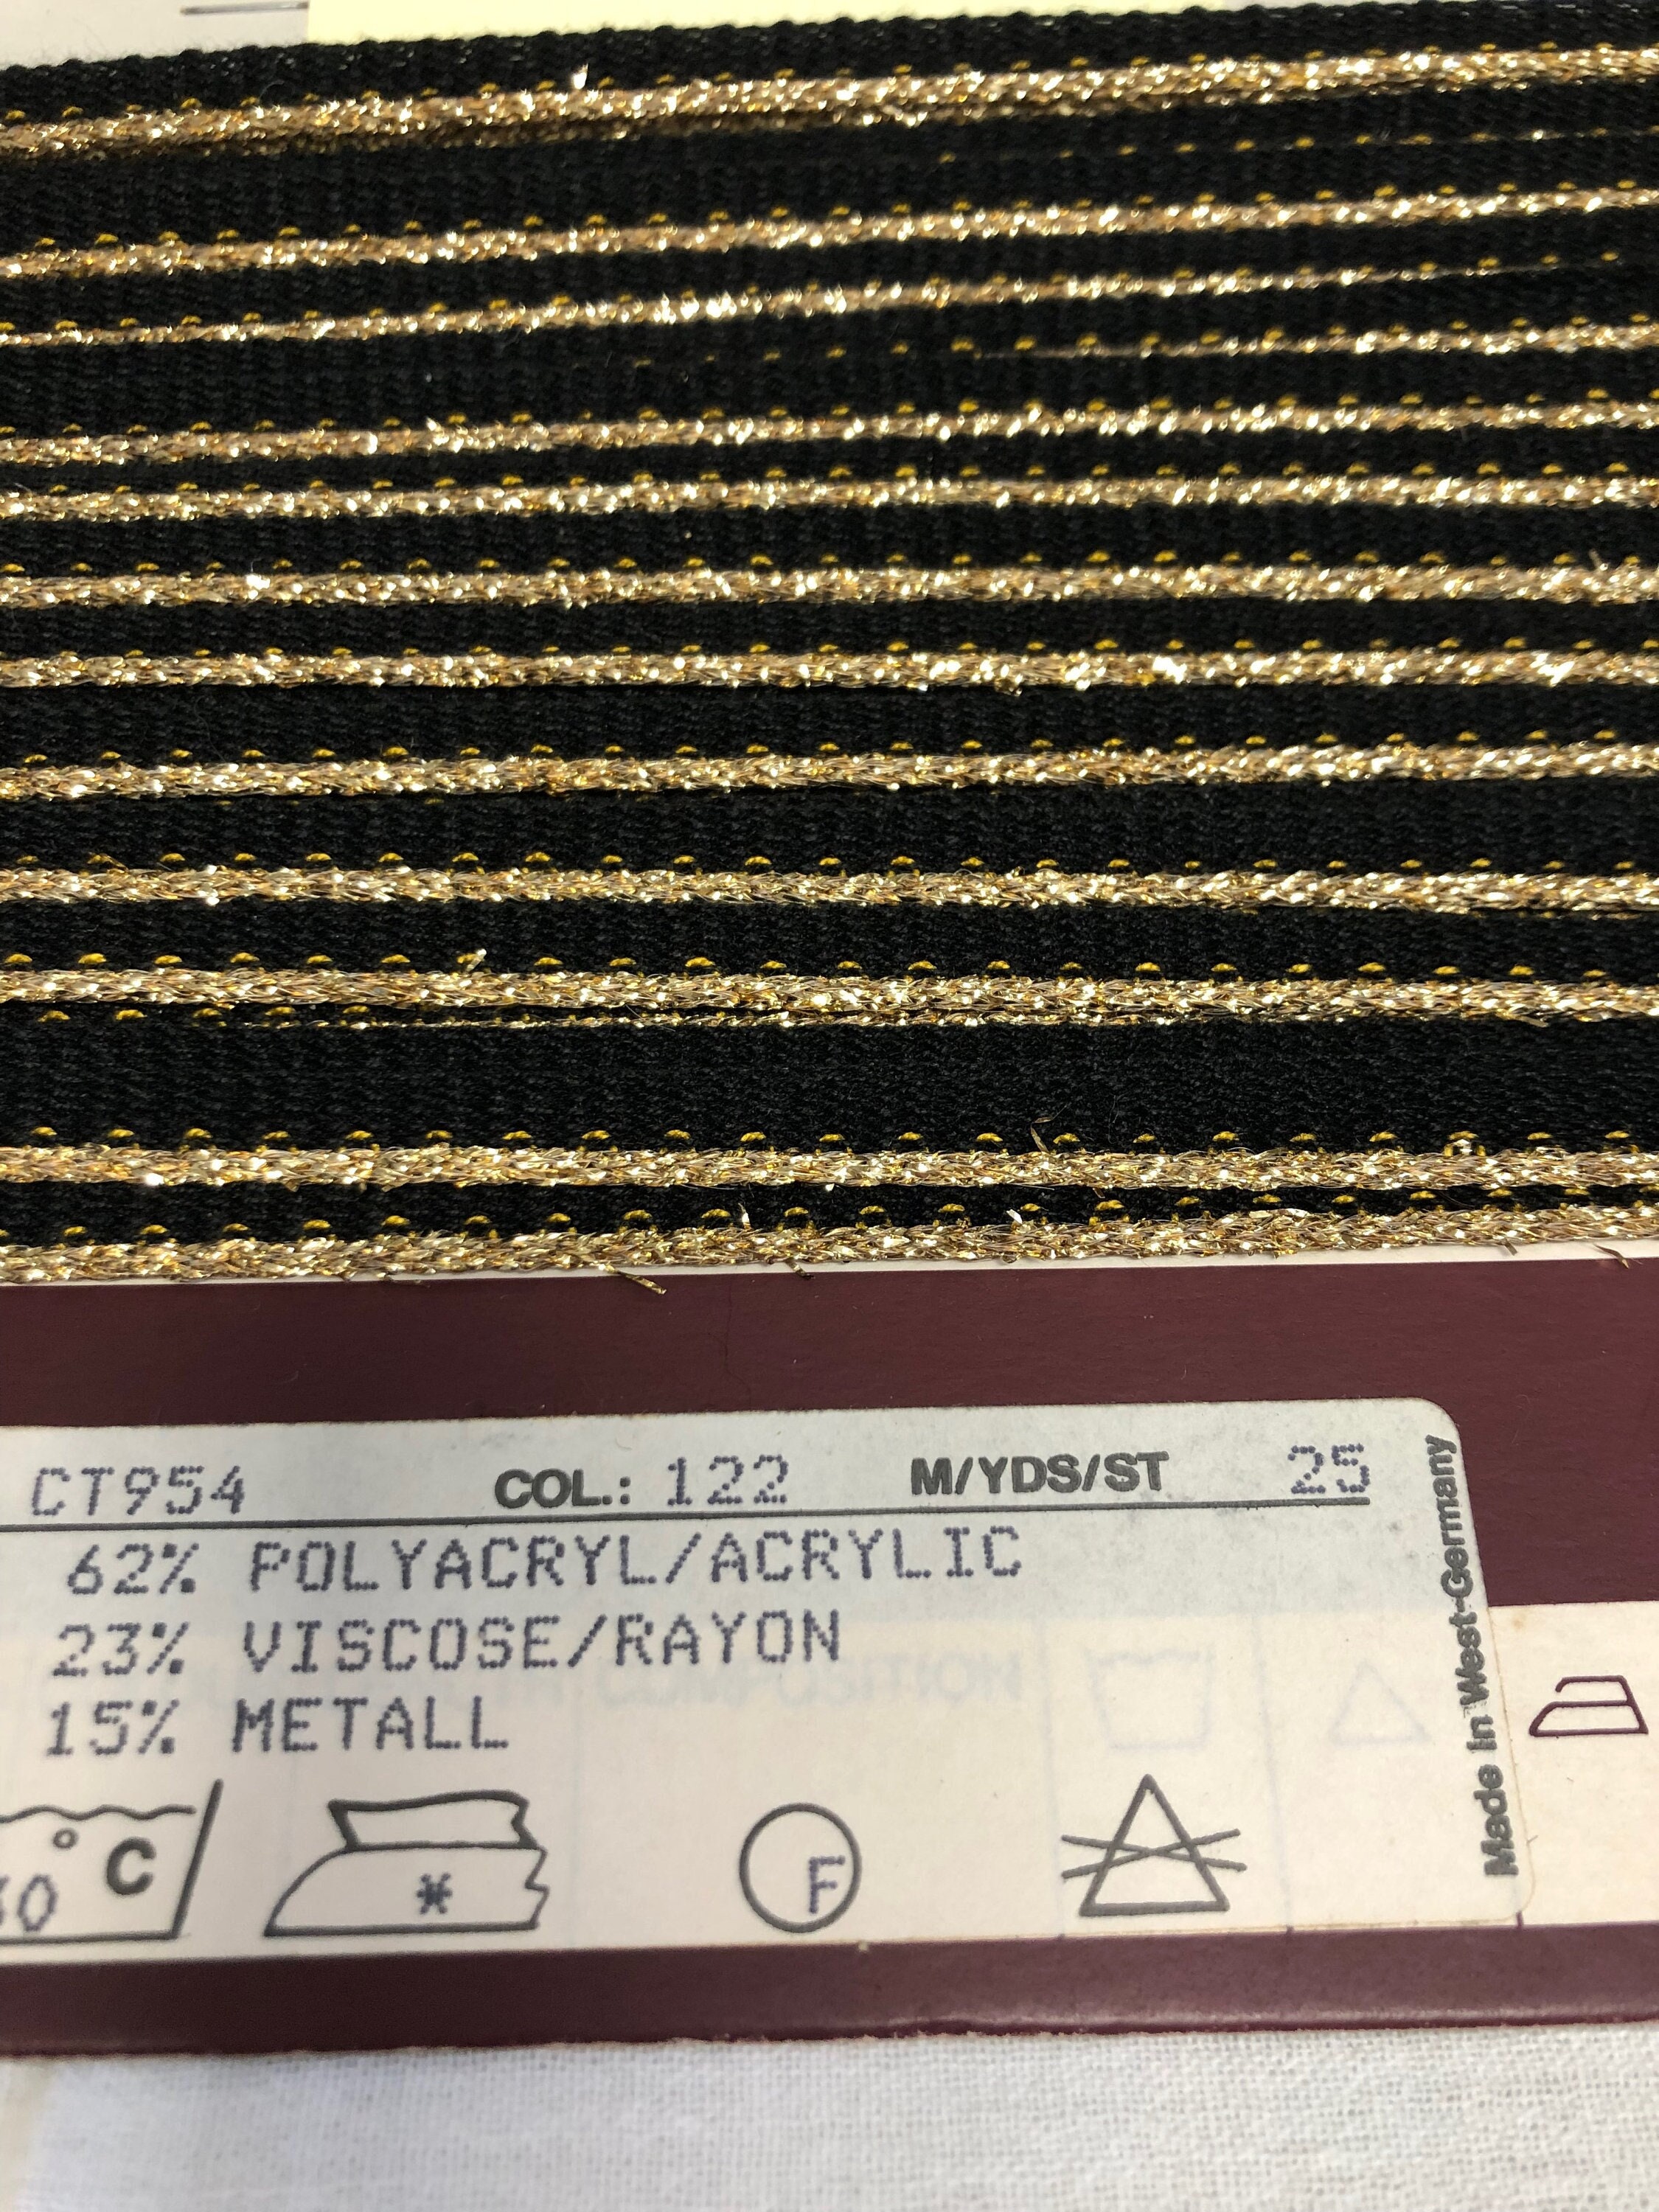 CT954 COL.: 122 M/YDS/ST 25
62% POLYACRYL/ACRYLIC
23% VISCOSE/RAYON
15% METALL
°C
F
Made in West-Germany
COMPOSITION